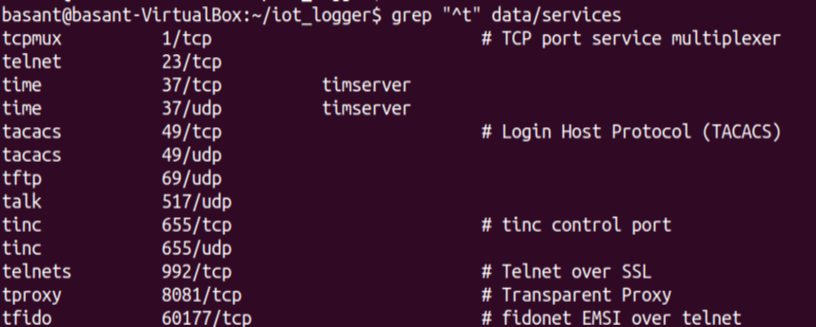 basant@basant-VirtualBox:~/iot_logger$ grep "^t" data/services
tcpmux 1/tcp # TCP port service multiplexer
telnet 23/tcp
time 37/tcp timserver
time 37/udp timserver
tacacs 49/tcp # Login Host Protocol (TACACS)
tacacs 49/udp
tftp 69/udp
talk 517/udp
tinc 655/tcp # tinc control port
tinc 655/udp
telnets 992/tcp # Telnet over SSL
tproxy 8081/tcp # Transparent Proxy
tfido 60177/tcp # fidonet EMSI over telnet